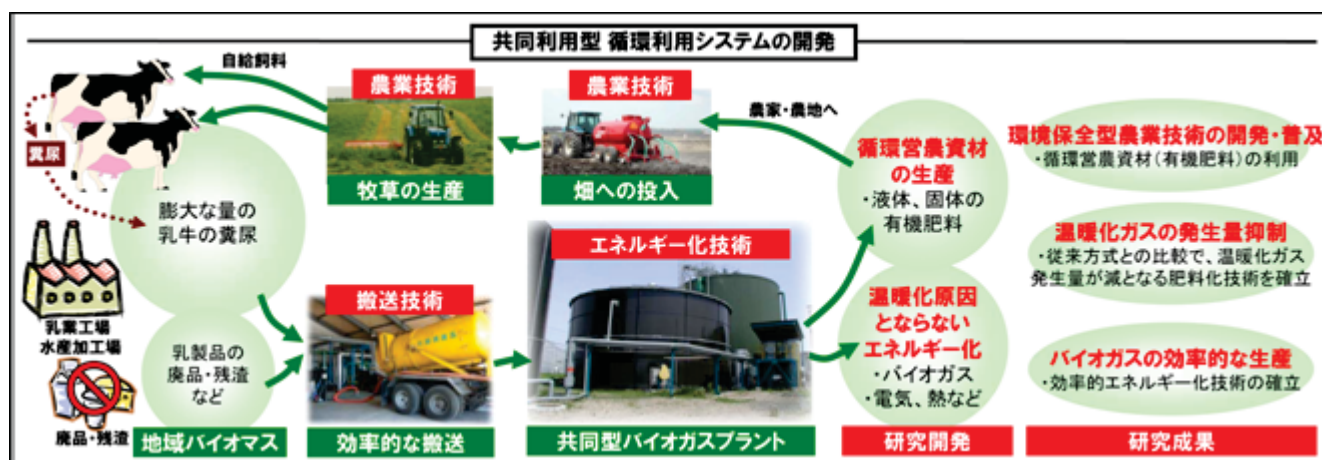 共同利用型 循環利用システムの開発
自給飼料
糞尿
膨大な量の
乳牛の糞尿
乳業工場
水産加工場
乳製品の
廃品・残渣
など
廃品・残渣
地域バイオマス
農業技術
牧草の生産
農業技術
畑への投入
農家・農地へ
搬送技術
効率的な搬送
エネルギー化技術
共同型バイオガスプラント
循環営農資材
の生産
・液体、固体の
有機肥料
温暖化原因
とならない
エネルギー化
・バイオガス
・電気、熱など
研究開発
環境保全型農業技術の開発・普及
・循環営農資材(有機肥料)の利用
温暖化ガスの発生量抑制
・従来方式との比較で、温暖化ガス
発生量が減となる肥料化技術を確立
バイオガスの効率的な生産
・効率的エネルギー化技術の確立
研究成果